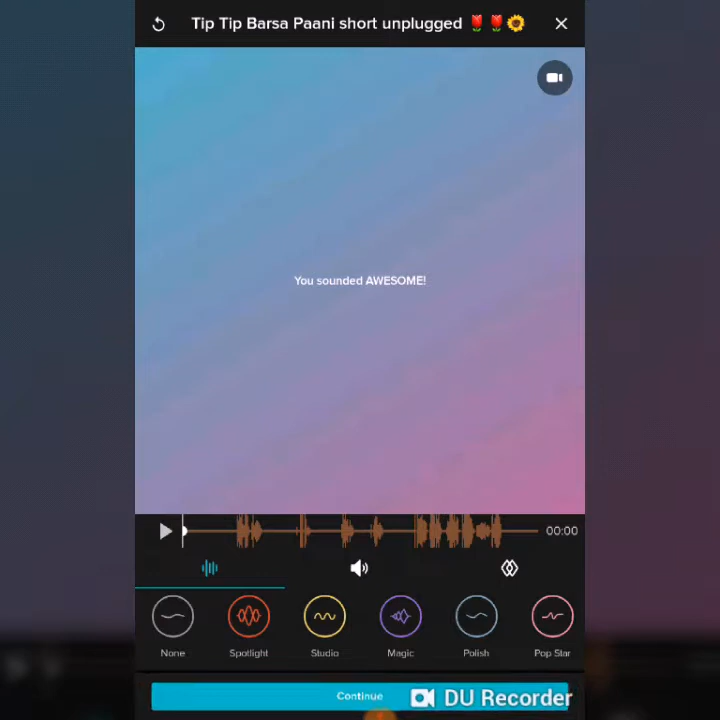 Tip Tip Barsa Paani short unplugged 🌷🌷🌻
You sounded AWESOME!
00:00
None
Spotlight
Studio
Magic
Polish
Pop Star
Continue
DU Recorder